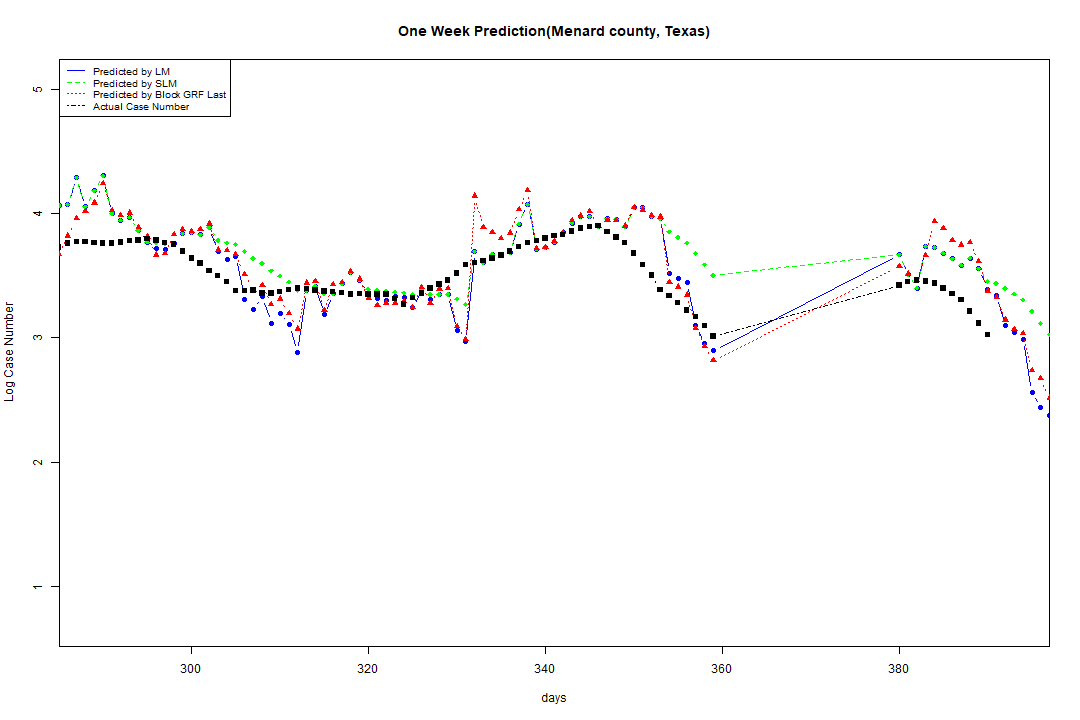 One Week Prediction(Menard county, Texas)
Predicted by LM
Predicted by SLM
Predicted by Block GRF Last
Actual Case Number
5
4
3
2
1
Log Case Number
300 320 340 360 380
days